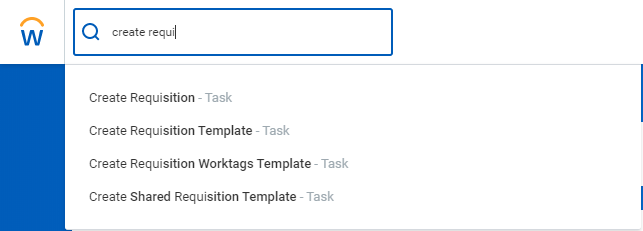 create requi
Create Requisition - Task
Create Requisition Template - Task
Create Requisition Worktags Template - Task
Create Shared Requisition Template - Task